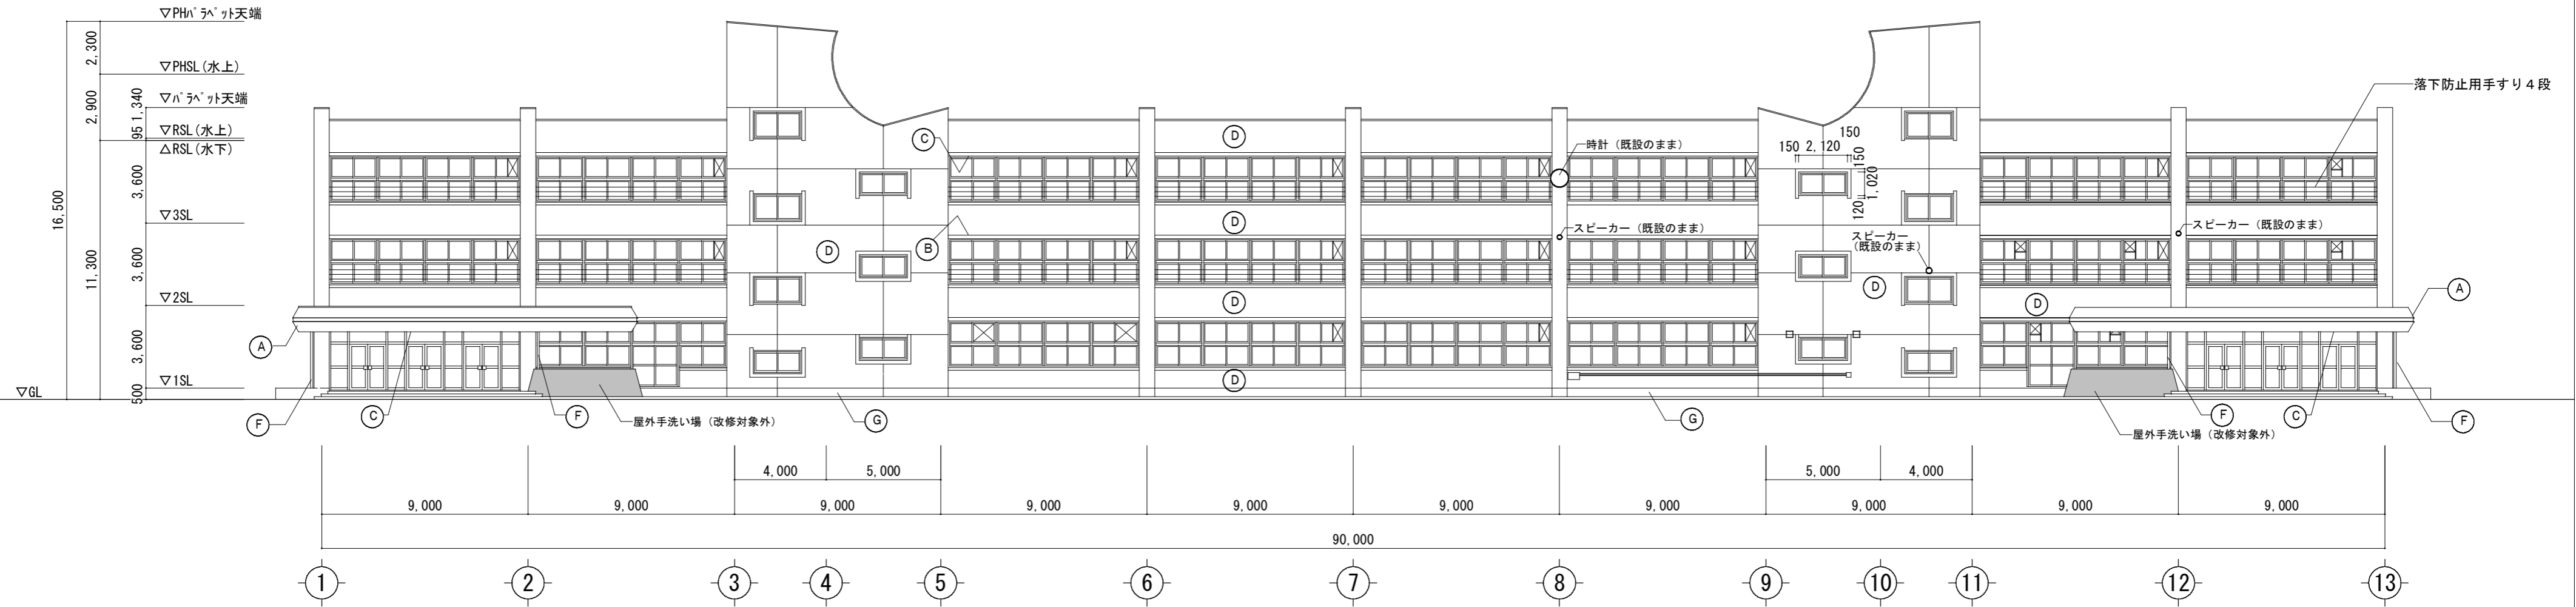 ▽PHパラペット天端
2,300
▽PHSL(水上)
2,900
▽パラペット天端
1,340
▽RSL(水上)
95
△RSL(水下)
3,600
▽3SL
16,500
11,300
3,600
▽2SL
3,600
▽1SL
500
▽GL
落下防止用手すり4段
時計(既設のまま)
スピーカー(既設のまま)
スピーカー
(既設のまま)
スピーカー(既設のまま)
150
150 2,120
150
1,020
120
C
D
D
D
B
D
D
D
D
A
A
F
C
F
屋外手洗い場(改修対象外)
G
G
屋外手洗い場(改修対象外)
F
C
F
4,000 5,000 5,000 4,000
9,000 9,000 9,000 9,000 9,000 9,000 9,000 9,000 9,000 9,000
90,000
1 2 3 4 5 6 7 8 9 10 11 12 13